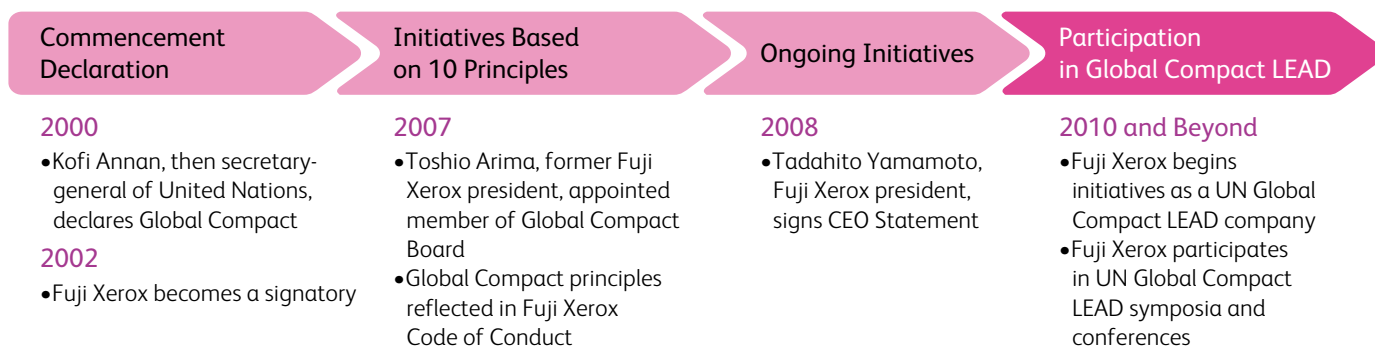 Commencement
Declaration
Initiatives Based
on 10 Principles
Ongoing Initiatives
Participation
in Global Compact LEAD
2000
•Kofi Annan, then secretary-
general of United Nations,
declares Global Compact
2002
•Fuji Xerox becomes a signatory
2007
•Toshio Arima, former Fuji
Xerox president, appointed
member of Global Compact
Board
•Global Compact principles
reflected in Fuji Xerox
Code of Conduct
2008
•Tadahito Yamamoto,
Fuji Xerox president,
signs CEO Statement
2010 and Beyond
•Fuji Xerox begins
initiatives as a UN Global
Compact LEAD company
•Fuji Xerox participates
in UN Global Compact
LEAD symposia and
conferences